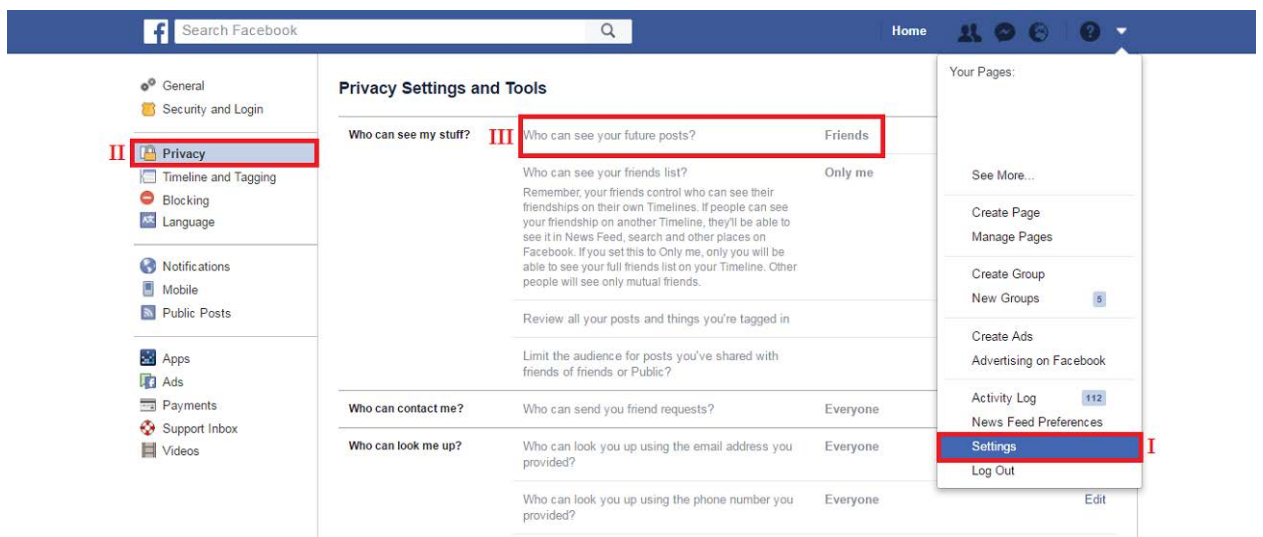 f Search Facebook Home
General
Security and Login
II Privacy
Timeline and Tagging
Blocking
Language
Notifications
Mobile
Public Posts
Apps
Ads
Payments
Support Inbox
Videos
Privacy Settings and Tools
Who can see my stuff? III Who can see your future posts? Friends
Who can see your friends list? Only me
Remember, your friends control who can see their
friendships on their own Timelines. If people can see
your friendship on another Timeline, they'll be able to
see it in News Feed, search and other places on
Facebook. If you set this to Only me, only you will be
able to see your full friends list on your Timeline. Other
people will see only mutual friends.
Review all your posts and things you're tagged in
Limit the audience for posts you've shared with
friends of friends or Public?
Who can contact me? Who can send you friend requests? Everyone
Who can look me up? Who can look you up using the email address you Everyone
provided?
Who can look you up using the phone number you Everyone Edit
provided?
Your Pages:
See More...
Create Page
Manage Pages
Create Group
New Groups 5
Create Ads
Advertising on Facebook
Activity Log 112
News Feed Preferences
Settings I
Log Out